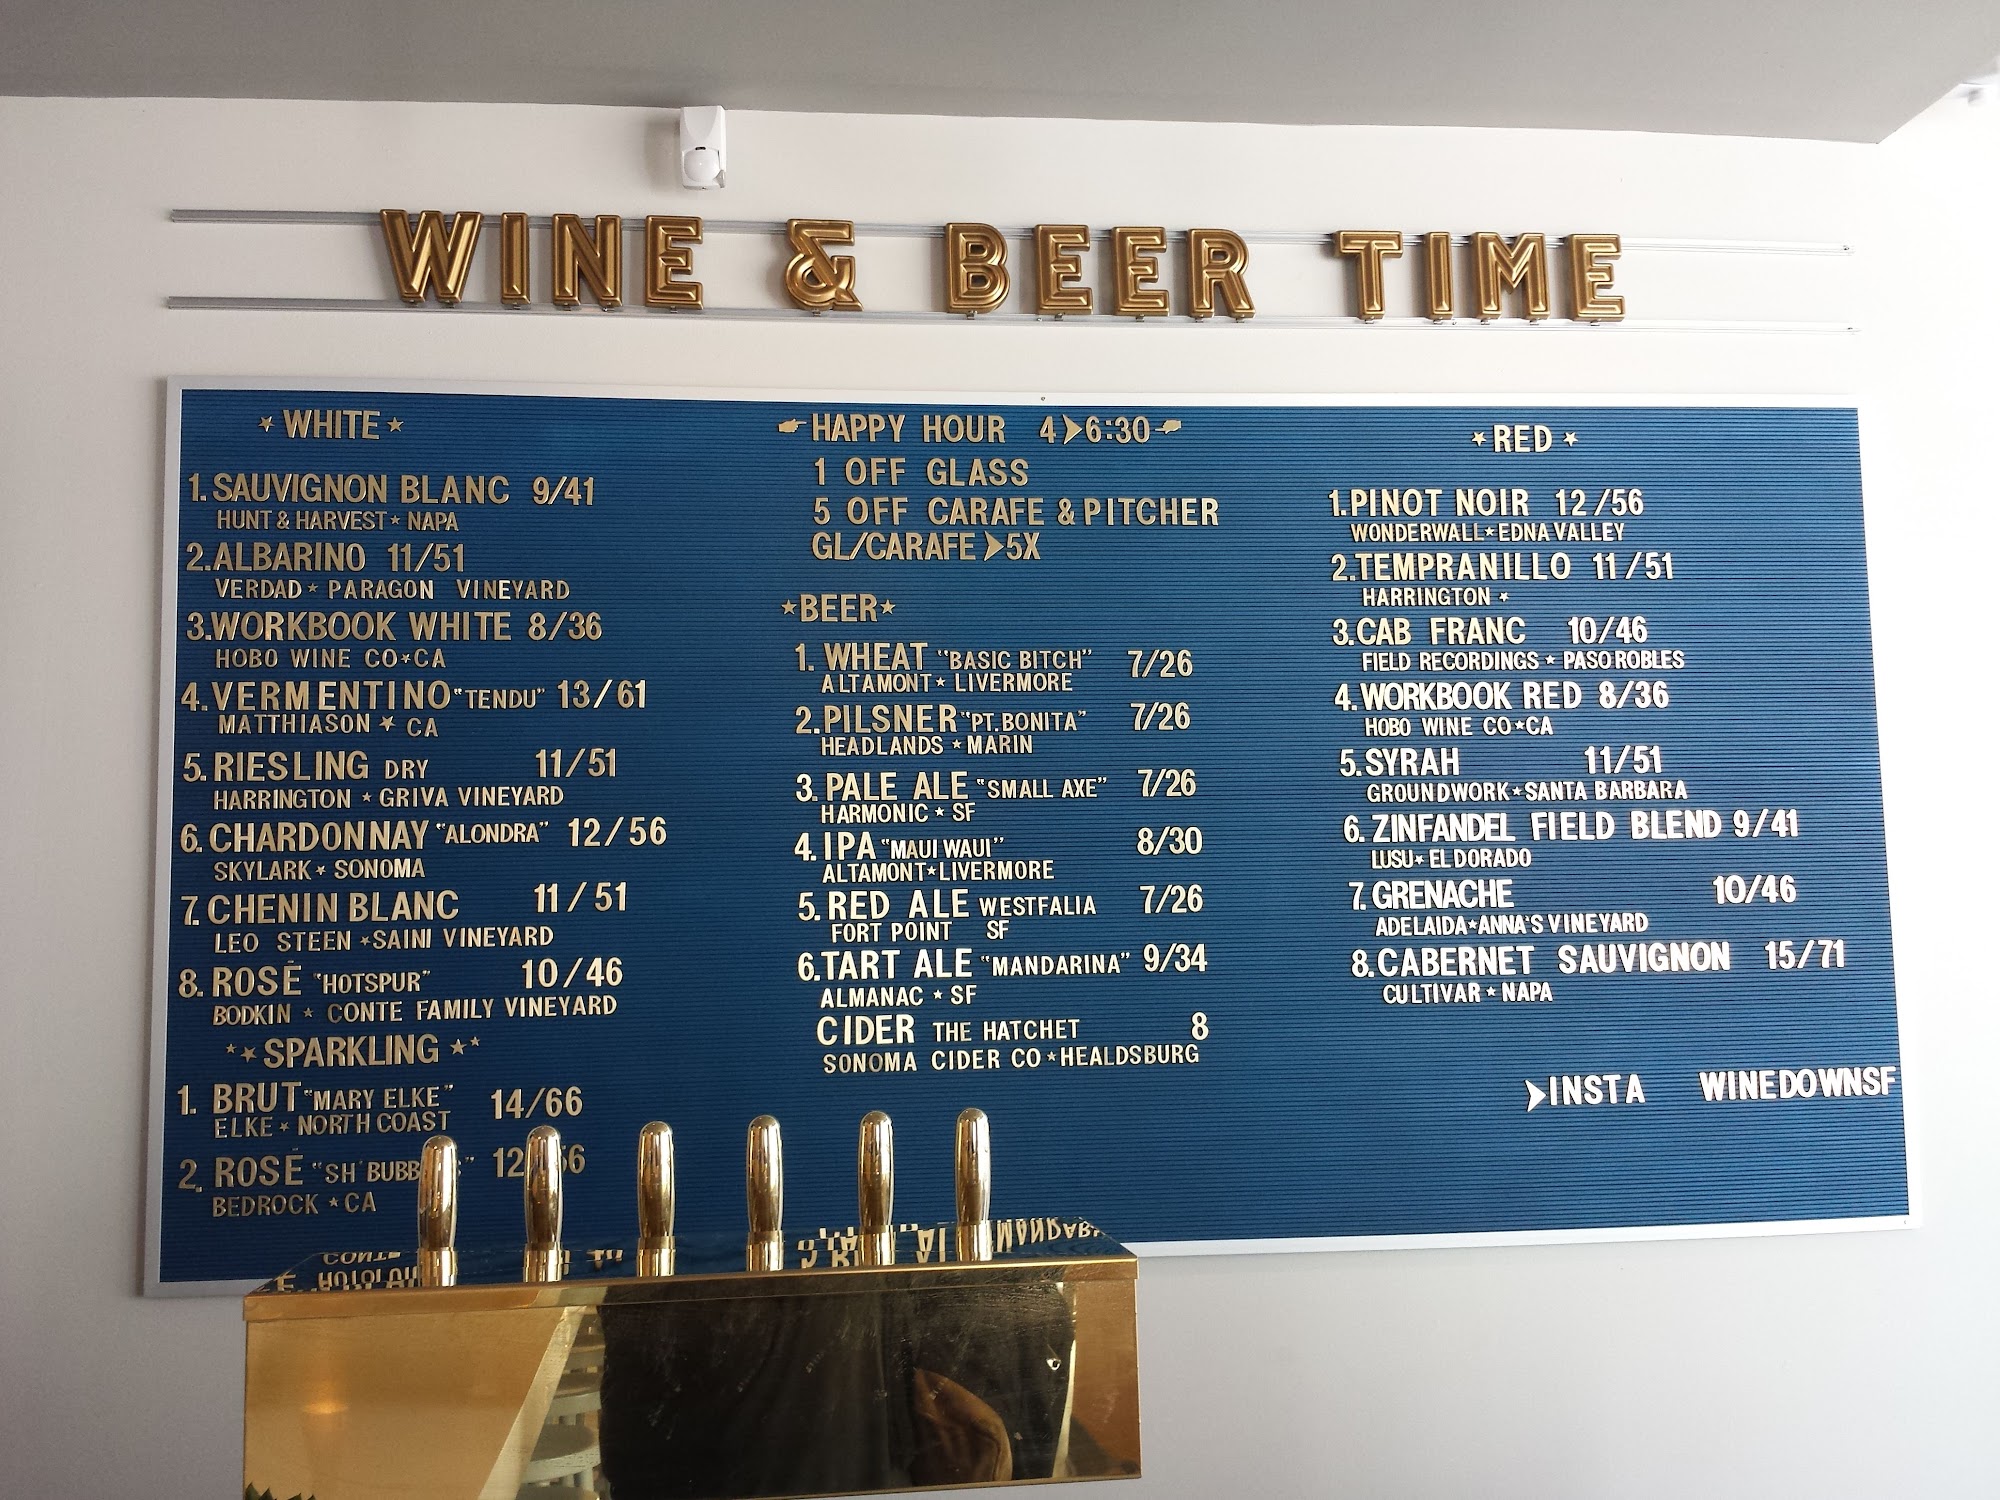 WINE & BEER TIME
★ WHITE ★
1. SAUVIGNON BLANC 9/41
HUNT & HARVEST ★ NAPA
2. ALBARINO 11/51
VERDAD ★ PARAGON VINEYARD
3. WORKBOOK WHITE 8/36
HOBO WINE CO ★ CA
4. VERMENTINO "TENDU" 13/61
MATTHIASON ★ CA
5. RIESLING DRY 11/51
HARRINGTON ★ GRIVA VINEYARD
6. CHARDONNAY "ALONDRA" 12/56
SKYLARK ★ SONOMA
7. CHENIN BLANC 11/51
LEO STEEN ★ SAINI VINEYARD
8. ROSÉ "HOTSPUR" 10/46
BODKIN ★ CONTE FAMILY VINEYARD
★★ SPARKLING ★★
1. BRUT "MARY ELKE" 14/66
ELKE ★ NORTH COAST
2. ROSÉ "SH'
BEDROCK ★ CA
HAPPY HOUR 4➤6:30
1 OFF GLASS
5 OFF CARAFE & PITCHER
GL/CARAFE ➤ 5X
★ BEER ★
1. WHEAT "BASIC BITCH" 7/26
ALTAMONT ★ LIVERMORE
2. PILSNER "PT. BONITA" 7/26
HEADLANDS ★ MARIN
3. PALE ALE "SMALL AXE" 7/26
HARMONIC ★ SF
4. IPA "MAUI WAUI" 8/30
ALTAMONT ★ LIVERMORE
5. RED ALE WESTFALIA 7/26
FORT POINT SF
6. TART ALE "MANDARINA" 9/34
ALMANAC ★ SF
CIDER THE HATCHET 8
SONOMA CIDER CO ★ HEALDSBURG
★ RED ★
1. PINOT NOIR 12/56
WONDERWALL ★ EDNA VALLEY
2. TEMPRANILLO 11/51
HARRINGTON ★
3. CAB FRANC 10/46
FIELD RECORDINGS ★ PASO ROBLES
4. WORKBOOK RED 8/36
HOBO WINE CO ★ CA
5. SYRAH 11/51
GROUNDWORK ★ SANTA BARBARA
6. ZINFANDEL FIELD BLEND 9/41
LUSU ★ EL DORADO
7. GRENACHE 10/46
ADELAIDA ★ ANNA'S VINEYARD
8. CABERNET SAUVIGNON 15/71
CULTIVAR ★ NAPA
➤ INSTA WINEDOWNSF